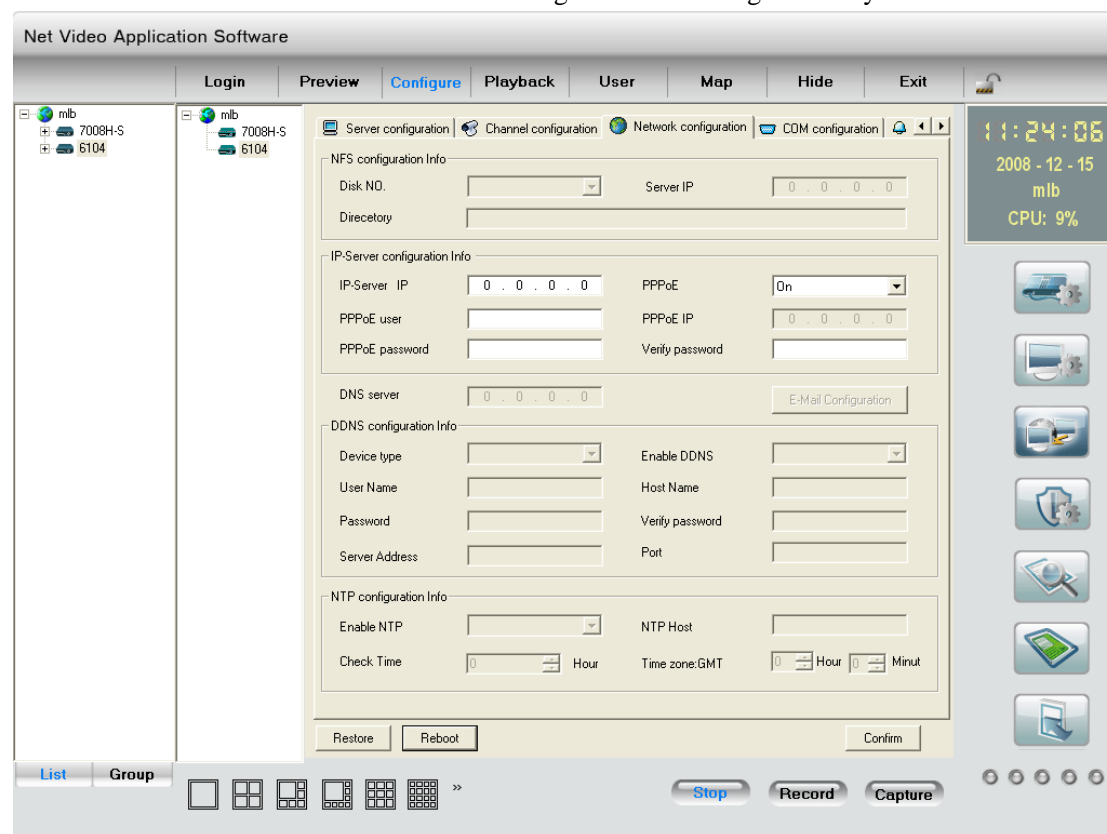 Net Video Application Software
Login Preview Configure Playback User Map Hide Exit
mlb
7008H-S
6104
mlb
7008H-S
6104
Server configuration Channel configuration Network configuration COM configuration
11:24:06
2008 - 12 - 15
mlb
CPU: 9%
NFS configuration Info
Disk NO. Server IP 0 . 0 . 0 . 0
Direcetory
IP-Server configuration Info
IP-Server IP 0 . 0 . 0 . 0 PPPoE On
PPPoE user PPPoE IP 0 . 0 . 0 . 0
PPPoE password Verify password
DNS server 0 . 0 . 0 . 0 E-Mail Configuration
DDNS configuration Info
Device type Enable DDNS
User Name Host Name
Password Verify password
Server Address Port
NTP configuration Info
Enable NTP NTP Host
Check Time 0 Hour Time zone:GMT 0 Hour 0 Minut
Restore Reboot Confirm
List Group
» Stop Record Capture